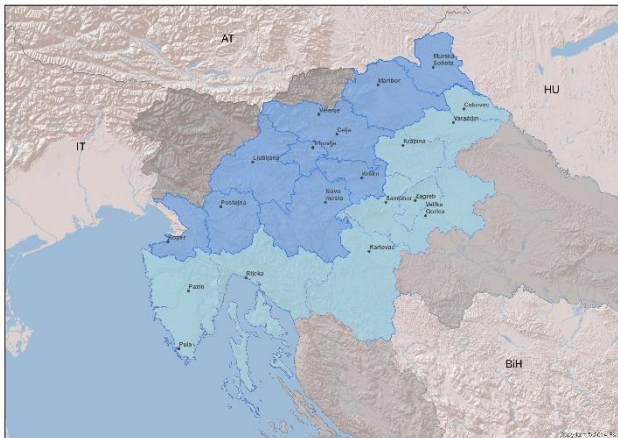 AT
Murska
Sobota
Maribor
HU
Čakovec
Velenje
Varaždin
Celje
Trbovlje
Krapina
IT
Ljubljana
Krško
Novo
mesto
Postojna
Samobor
Zagreb
Velika
Gorica
Koper
Karlovac
Rijeka
Pazin
Pula
BiH